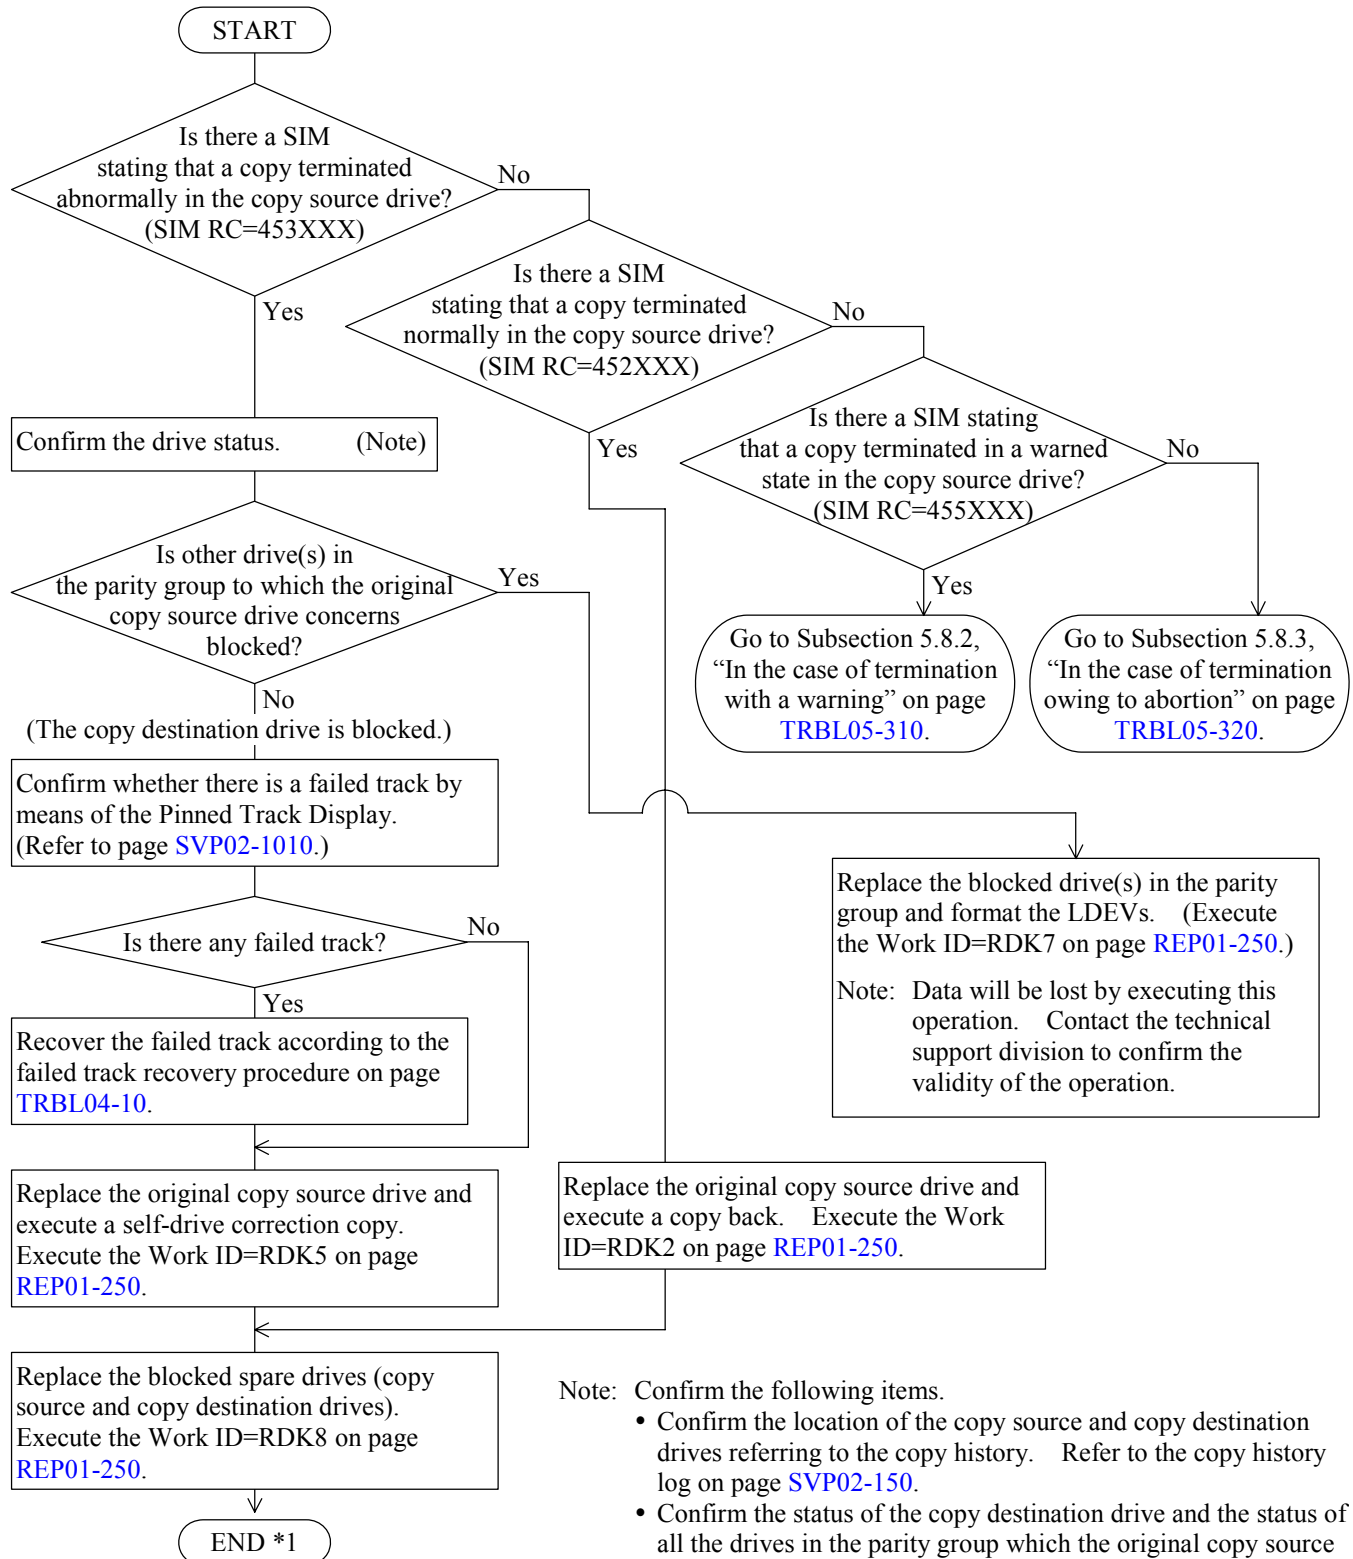 START
Is there a SIM
stating that a copy terminated
abnormally in the copy source drive?
(SIM RC=453XXX)
No
Yes
Is there a SIM
stating that a copy terminated
normally in the copy source drive?
(SIM RC=452XXX)
No
Yes
Is there a SIM stating
that a copy terminated in a warned
state in the copy source drive?
(SIM RC=455XXX)
No
Yes
Confirm the drive status. (Note)
Is other drive(s) in
the parity group to which the original
copy source drive concerns
blocked?
Yes
No
(The copy destination drive is blocked.)
Go to Subsection 5.8.2,
“In the case of termination
with a warning” on page
TRBL05-310.
Go to Subsection 5.8.3,
“In the case of termination
owing to abortion” on page
TRBL05-320.
Confirm whether there is a failed track by
means of the Pinned Track Display.
(Refer to page SVP02-1010.)
Is there any failed track?
No
Yes
Replace the blocked drive(s) in the parity
group and format the LDEVs. (Execute
the Work ID=RDK7 on page REP01-250.)
Note: Data will be lost by executing this
operation. Contact the technical
support division to confirm the
validity of the operation.
Recover the failed track according to the
failed track recovery procedure on page
TRBL04-10.
Replace the original copy source drive and
execute a self-drive correction copy.
Execute the Work ID=RDK5 on page
REP01-250.
Replace the original copy source drive and
execute a copy back. Execute the Work
ID=RDK2 on page REP01-250.
Replace the blocked spare drives (copy
source and copy destination drives).
Execute the Work ID=RDK8 on page
REP01-250.
END *1
Note: Confirm the following items.
• Confirm the location of the copy source and copy destination
drives referring to the copy history. Refer to the copy history
log on page SVP02-150.
• Confirm the status of the copy destination drive and the status of
all the drives in the parity group which the original copy source